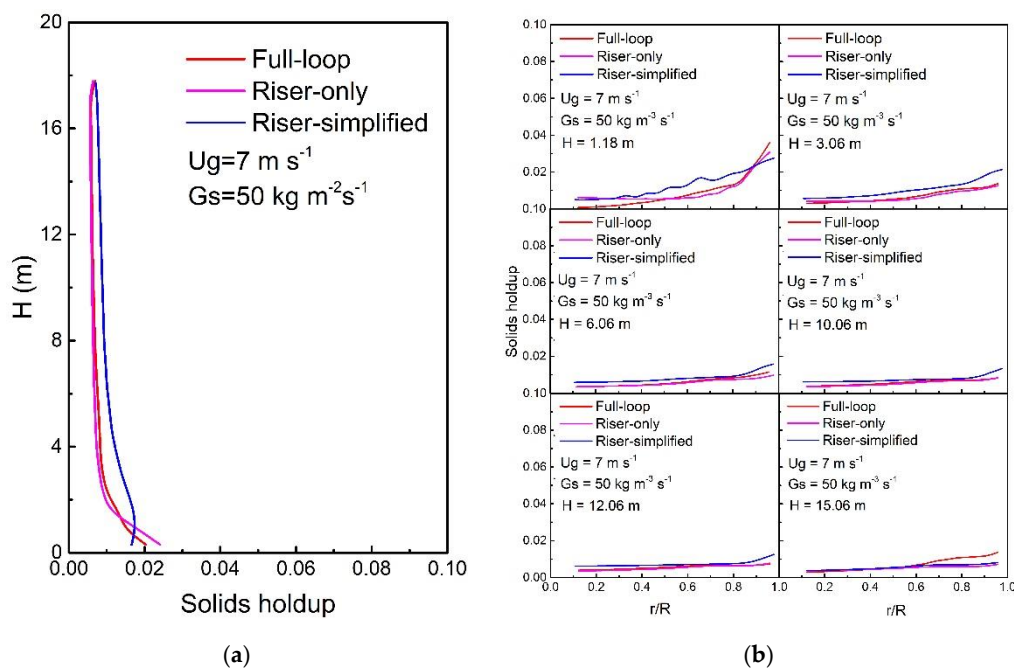 20
16
12
8
4
0
H (m)
Full-loop
Riser-only
Riser-simplified
Ug=7 m s⁻¹
Gs=50 kg m⁻²s⁻¹
0.00 0.02 0.04 0.06 0.08 0.10
Solids holdup
(a)
0.10
0.08
0.06
0.04
0.02
0.10
Full-loop
Riser-only
Riser-simplified
Ug = 7 m s⁻¹
Gs = 50 kg m⁻³ s⁻¹
H = 1.18 m
Full-loop
Riser-only
Riser-simplified
Ug = 7 m s⁻¹
Gs = 50 kg m⁻³ s⁻¹
H = 3.06 m
0.08
0.06
0.04
0.02
0.10
Solids holdup
Full-loop
Riser-only
Riser-simplified
Ug = 7 m s⁻¹
Gs = 50 kg m⁻³ s⁻¹
H = 6.06 m
Full-loop
Riser-only
Riser-simplified
Ug = 7 m s⁻¹
Gs = 50 kg m⁻³ s⁻¹
H = 10.06 m
0.08
0.06
0.04
0.02
0.00
Full-loop
Riser-only
Riser-simplified
Ug = 7 m s⁻¹
Gs = 50 kg m⁻³ s⁻¹
H = 12.06 m
Full-loop
Riser-only
Riser-simplified
Ug = 7 m s⁻¹
Gs = 50 kg m⁻³ s⁻¹
H = 15.06 m
0.0 0.2 0.4 0.6 0.8 1.0 0.2 0.4 0.6 0.8 1.0
r/R r/R
(b)